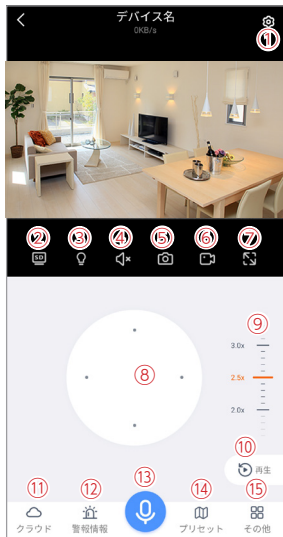 デバイス名
0KB/s
①
② ③ ④ ⑤ ⑥ ⑦
SD
⑨
3.0x
⑧
2.5x
2.0x
⑩
再生
⑪ ⑫ ⑬ ⑭ ⑮
クラウド 警報情報 プリセット その他